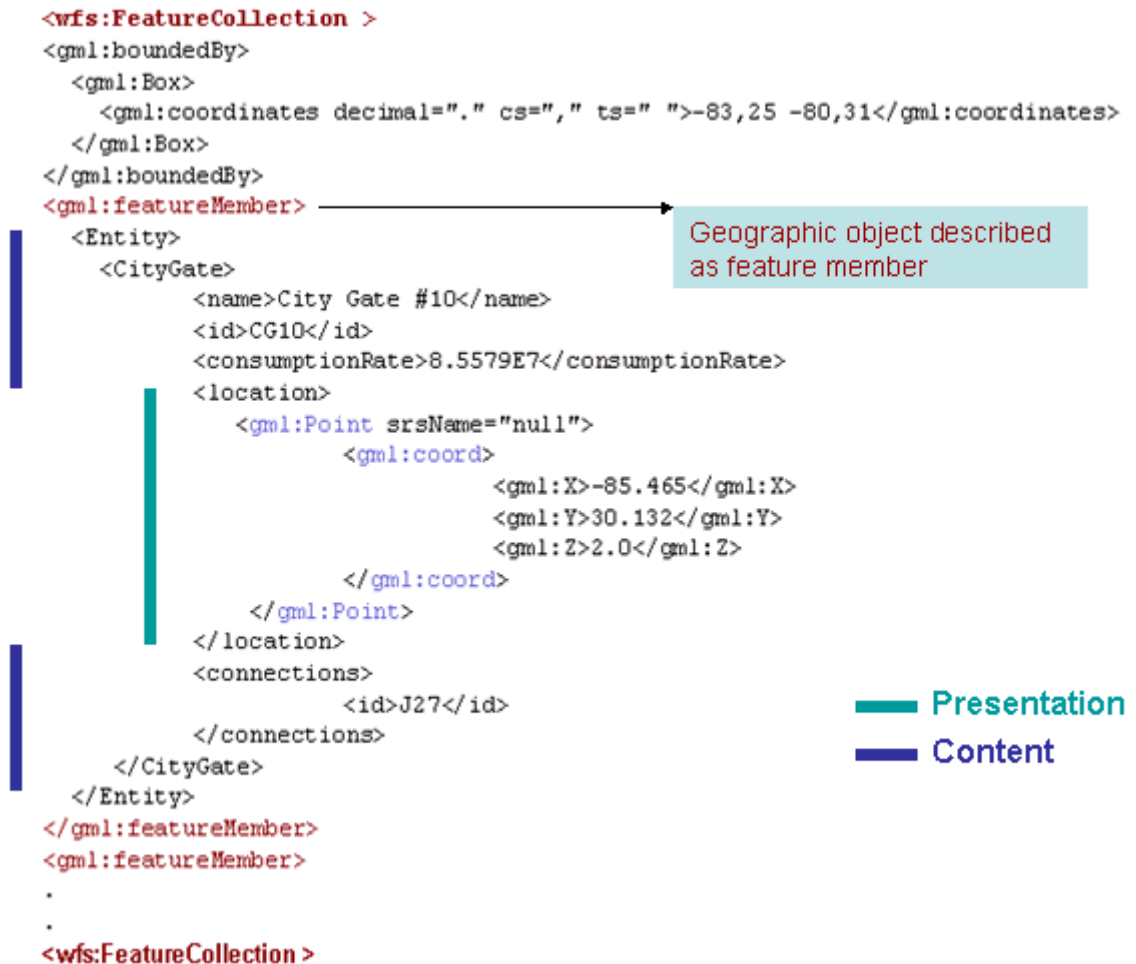 <wfs:FeatureCollection >
<gml:boundedBy>
<gml:Box>
<gml:coordinates decimal="." cs="," ts=" ">-83,25 -80,31</gml:coordinates>
</gml:Box>
</gml:boundedBy>
<gml:featureMember>
Geographic object described
as feature member
<Entity>
<CityGate>
<name>City Gate #10</name>
<id>CG10</id>
<consumptionRate>8.5579E7</consumptionRate>
<location>
<gml:Point srsName="null">
<gml:coord>
<gml:X>-85.465</gml:X>
<gml:Y>30.132</gml:Y>
<gml:Z>2.0</gml:Z>
</gml:coord>
</gml:Point>
</location>
<connections>
<id>J27</id>
</connections>
</CityGate>
</Entity>
</gml:featureMember>
<gml:featureMember>
.
.
<wfs:FeatureCollection >
Presentation
Content